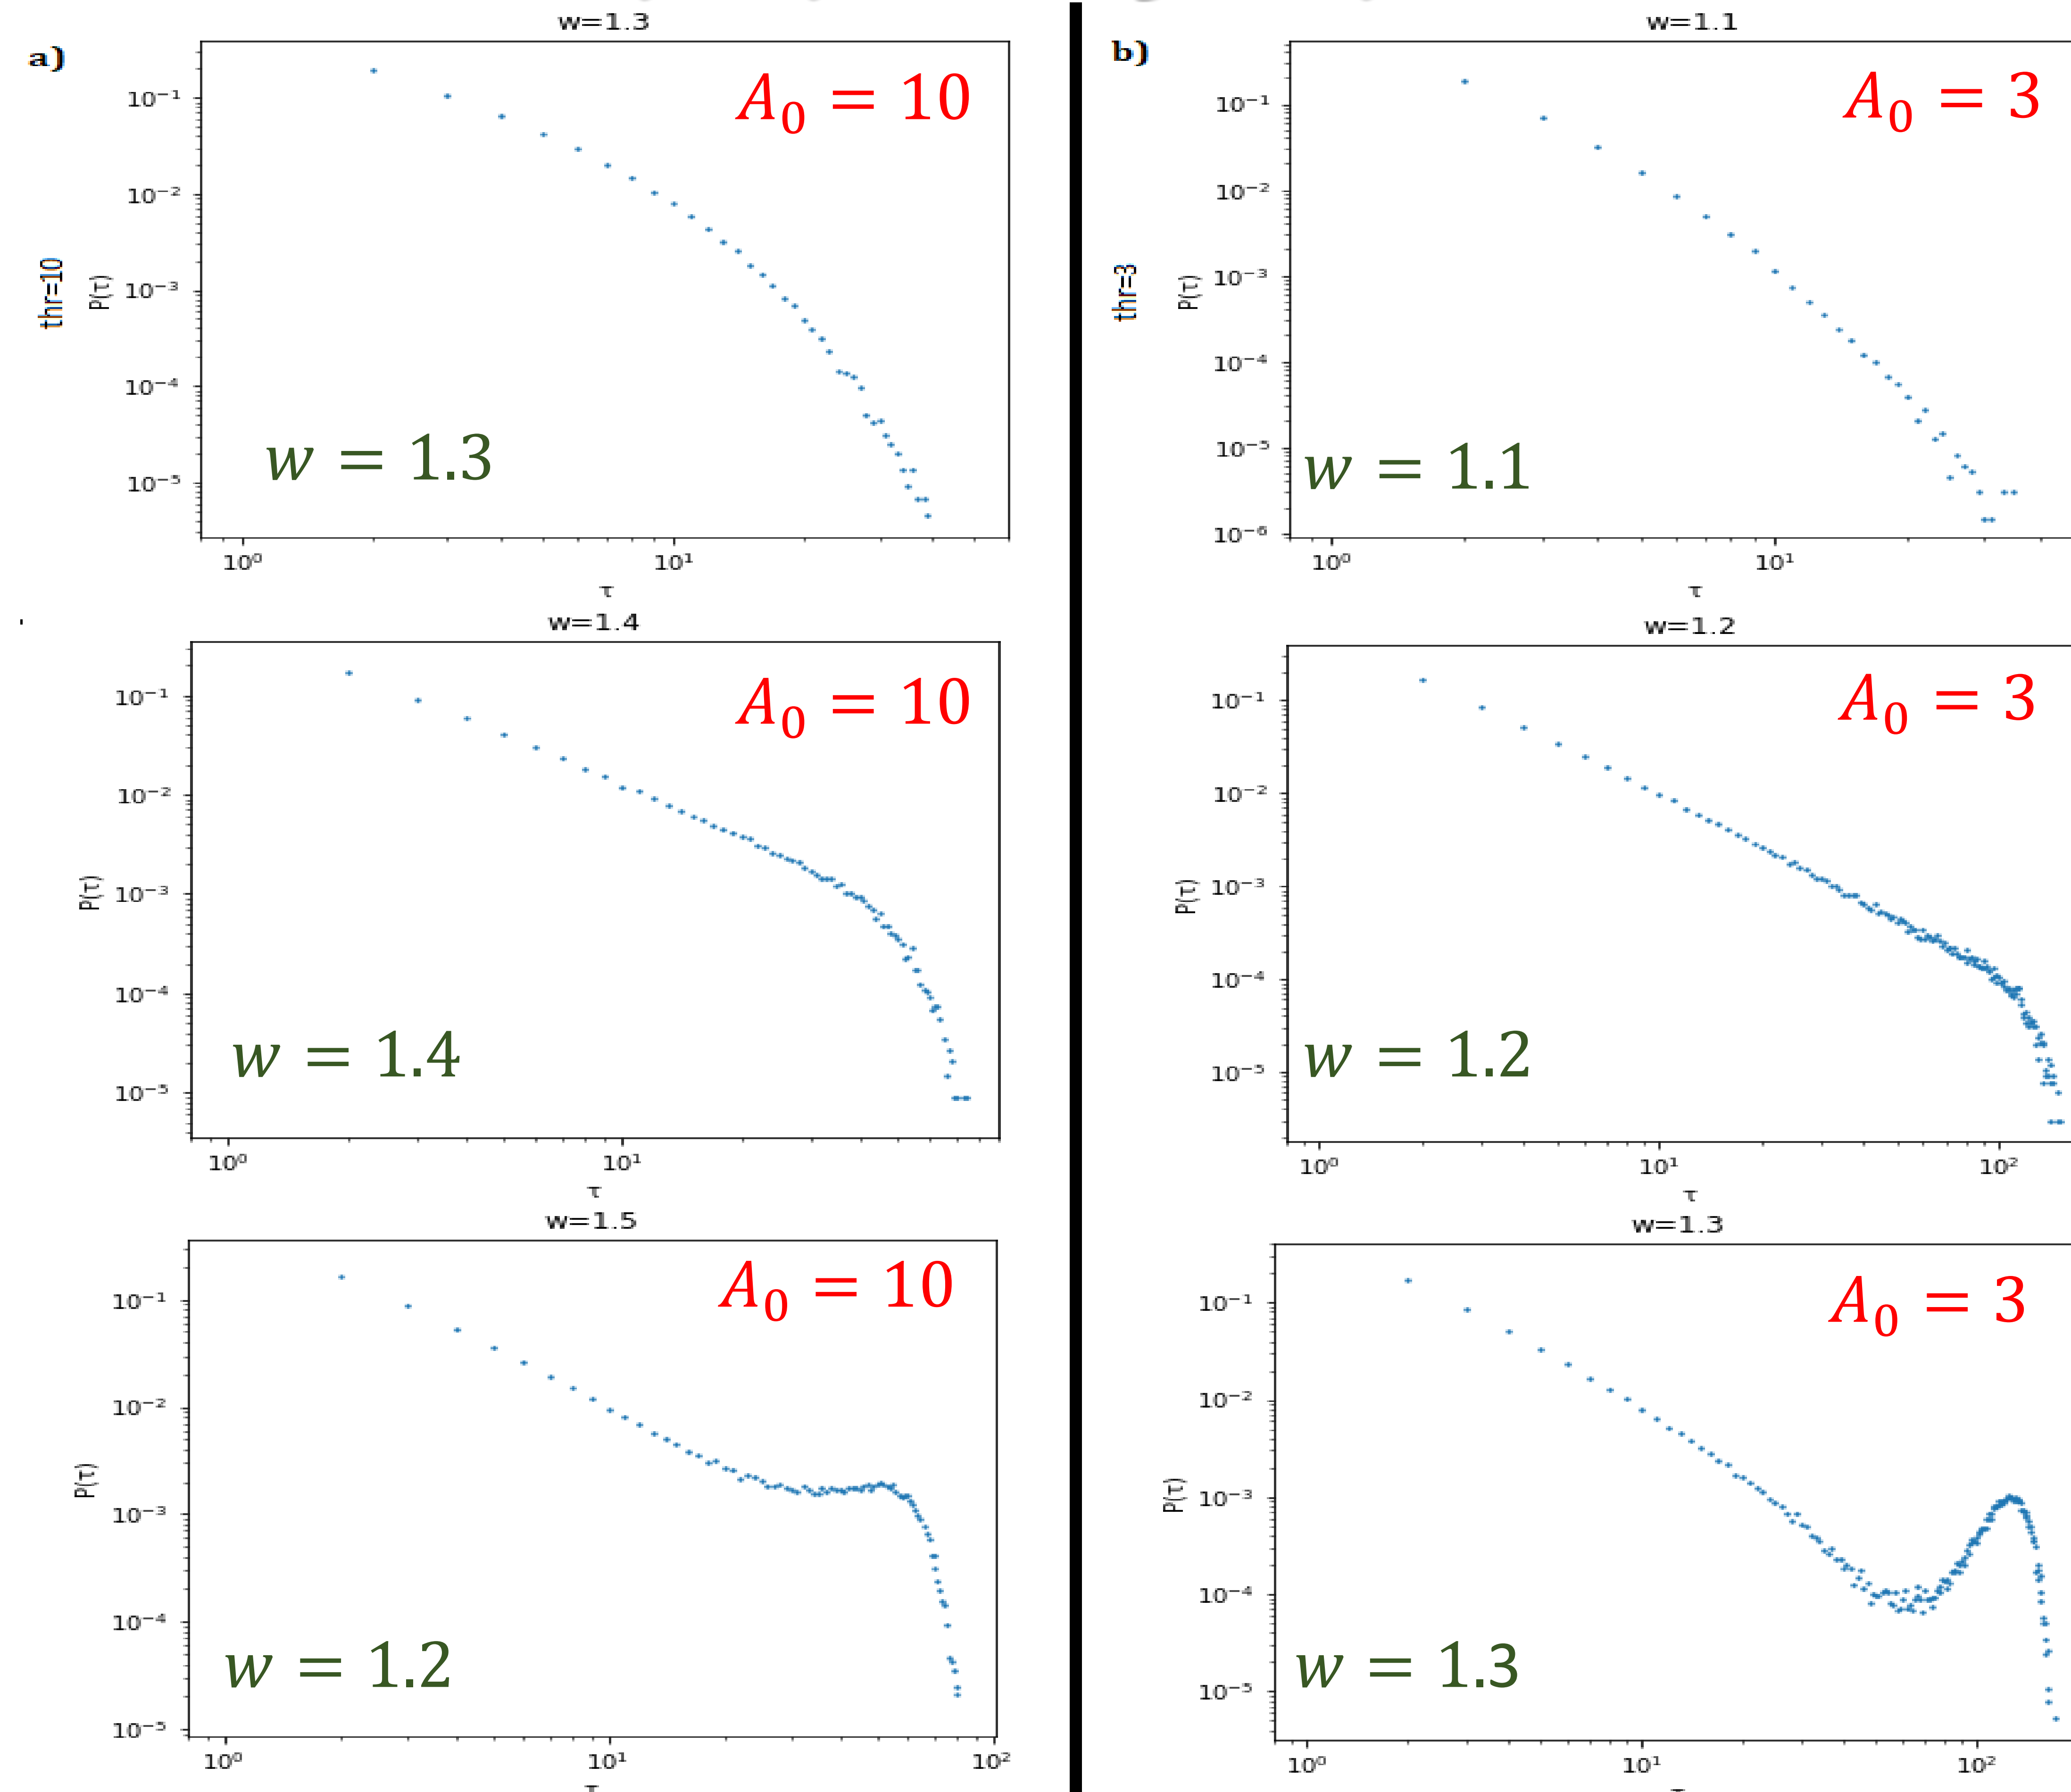 a)
w=1.3
A₀ = 10
10⁻¹
10⁻²
10⁻³
10⁻⁴
10⁻⁵
thr=10
P(τ)
w = 1.3
10⁰ 10¹
τ
w=1.4
A₀ = 10
10⁻¹
10⁻²
10⁻³
10⁻⁴
10⁻⁵
P(τ)
w = 1.4
10⁰ 10¹
τ
w=1.5
A₀ = 10
10⁻¹
10⁻²
10⁻³
10⁻⁴
10⁻⁵
P(τ)
w = 1.2
10⁰ 10¹ 10²
b)
w=1.1
A₀ = 3
10⁻¹
10⁻²
10⁻³
10⁻⁴
10⁻⁵
10⁻⁶
thr=3
P(τ)
w = 1.1
10⁰ 10¹
τ
w=1.2
A₀ = 3
10⁻¹
10⁻²
10⁻³
10⁻⁴
10⁻⁵
P(τ)
w = 1.2
10⁰ 10¹ 10²
τ
w=1.3
A₀ = 3
10⁻¹
10⁻²
10⁻³
10⁻⁴
10⁻⁵
P(τ)
w = 1.3
10⁰ 10¹ 10²